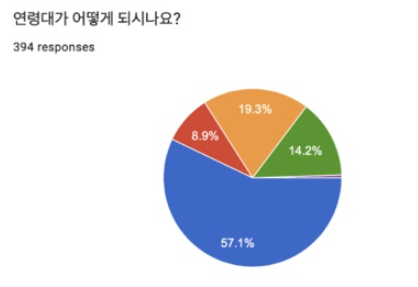 연령대가 어떻게 되시나요?
394 responses
19.3%
8.9%
14.2%
57.1%